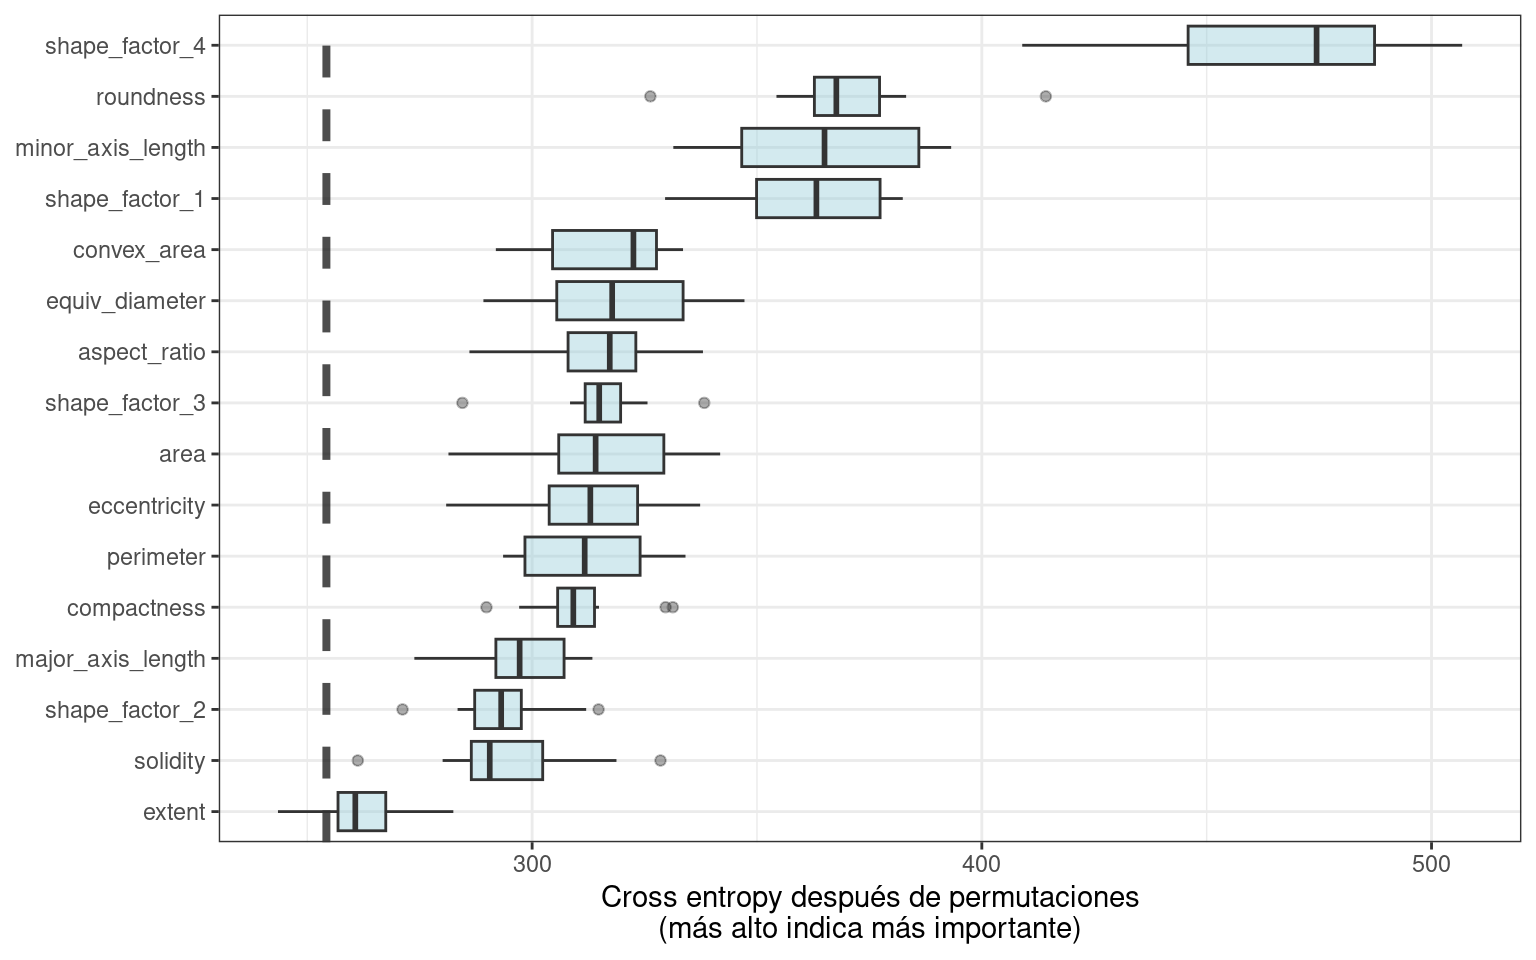 shape_factor_4
roundness
minor_axis_length
shape_factor_1
convex_area
equiv_diameter
aspect_ratio
shape_factor_3
area
eccentricity
perimeter
compactness
major_axis_length
shape_factor_2
solidity
extent
300 400 500
Cross entropy después de permutaciones
(más alto indica más importante)